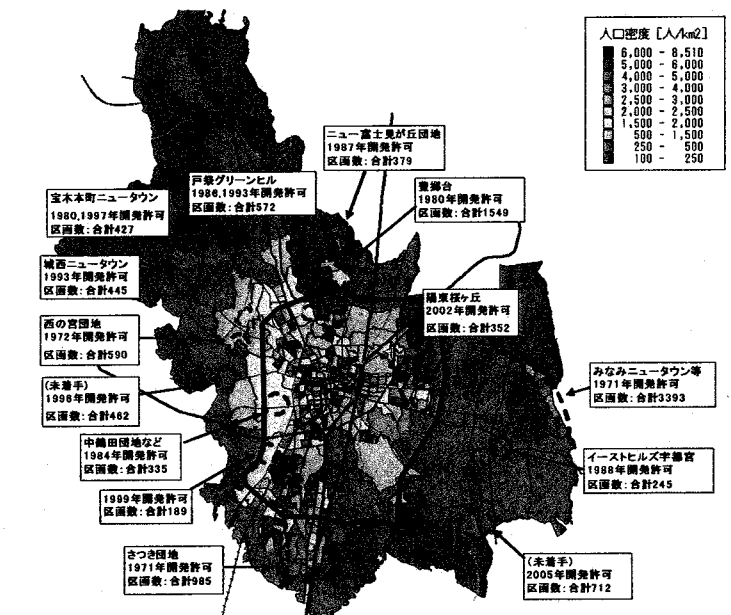 人口密度 [人/km2]
6,000 - 8,510
5,000 - 6,000
4,000 - 5,000
3,000 - 4,000
2,500 - 3,000
2,000 - 2,500
1,500 - 2,000
500 - 1,500
250 - 500
100 - 250
ニュー富士見が丘団地
1987年開発許可
区画数:合計379
戸祭グリーンヒル
1986,1993年開発許可
区画数:合計572
豊郷台
1980年開発許可
区画数:合計1549
宝木本町ニュータウン
1980,1997年開発許可
区画数:合計427
城西ニュータウン
1993年開発許可
区画数:合計445
陽東桜ヶ丘
2002年開発許可
区画数:合計352
西の宮団地
1972年開発許可
区画数:合計590
みなみニュータウン等
1971年開発許可
区画数:合計3393
(未着手)
1996年開発許可
区画数:合計462
中鶴田団地など
1984年開発許可
区画数:合計335
イーストヒルズ宇都宮
1988年開発許可
区画数:合計245
1999年開発許可
区画数:合計189
さつき団地
1971年開発許可
区画数:合計985
(未着手)
2005年開発許可
区画数:合計712